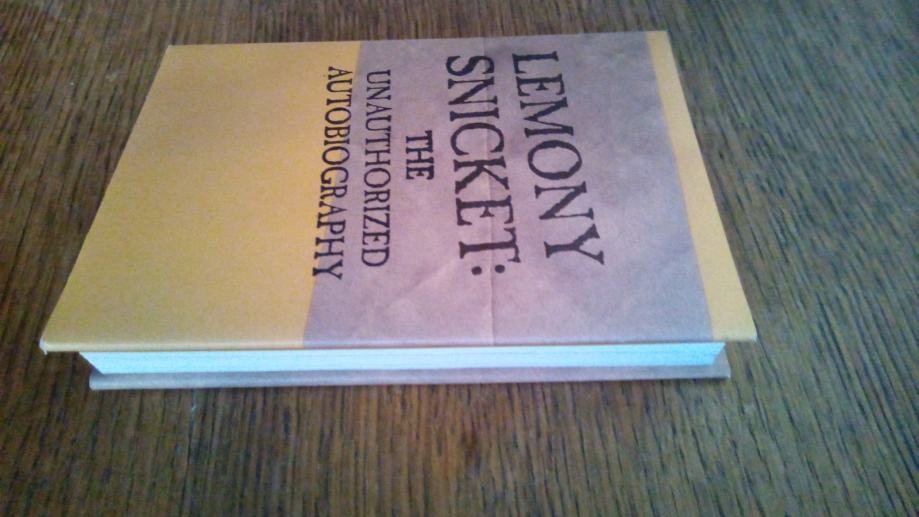 LEMONY
SNICKET:
THE
UNAUTHORIZED
AUTOBIOGRAPHY